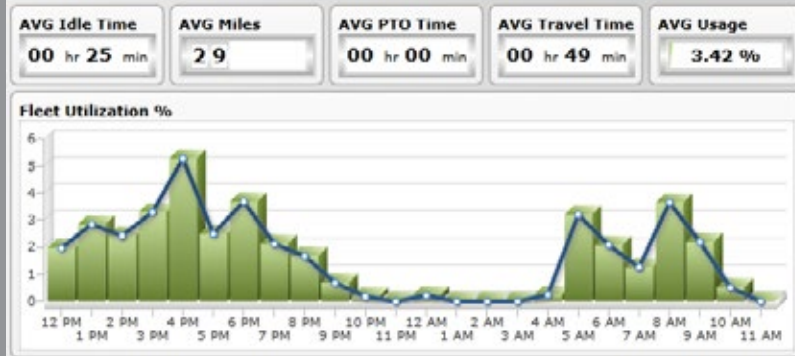 AVG Idle Time
00 hr 25 min
AVG Miles
29
AVG PTO Time
00 hr 00 min
AVG Travel Time
00 hr 49 min
AVG Usage
3.42 %
Fleet Utilization %
6
5
4
3
2
1
0
12 PM 2 PM 4 PM 6 PM 8 PM 10 PM 12 AM 2 AM 4 AM 6 AM 8 AM 10 AM
1 PM 3 PM 5 PM 7 PM 9 PM 11 PM 1 AM 3 AM 5 AM 7 AM 9 AM 11 AM